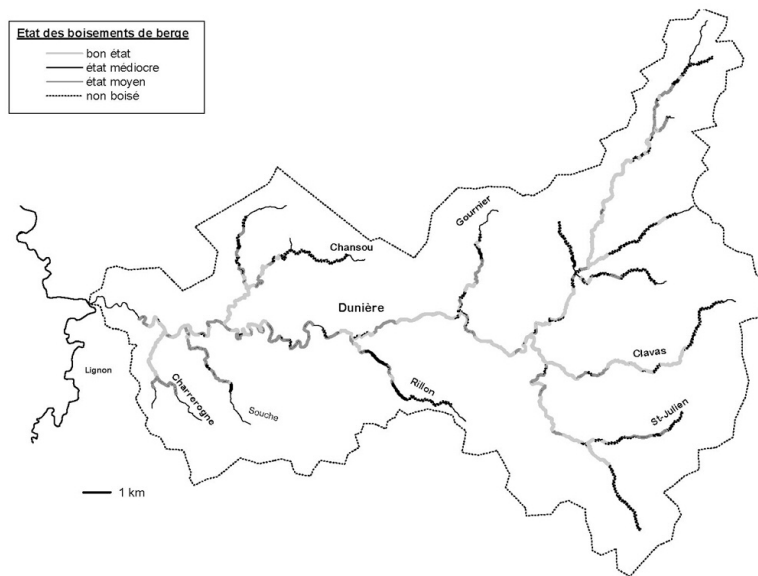 Etat des boisements de berge
bon état
état médiocre
état moyen
non boisé
Gournier
Chansou
Dunière
Clavas
Lignon
Charrerogne
Rillon
Souche
St-Julien
1 km